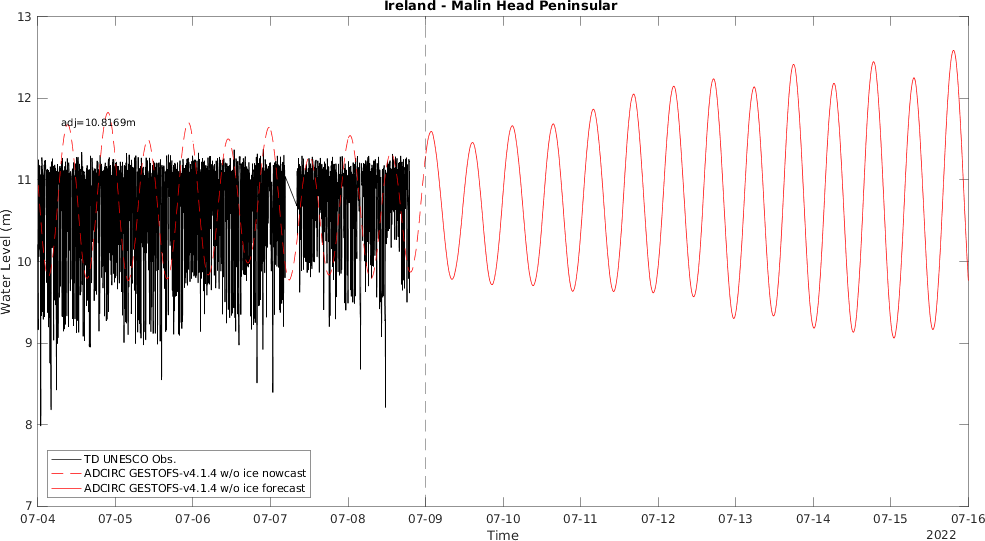 Ireland - Malin Head Peninsular
13
12
11
10
9
8
7
Water Level (m)
adj=10.8169m
TD UNESCO Obs.
ADCIRC GESTOFS-v4.1.4 w/o ice nowcast
ADCIRC GESTOFS-v4.1.4 w/o ice forecast
07-04 07-05 07-06 07-07 07-08 07-09 07-10 07-11 07-12 07-13 07-14 07-15 07-16
Time
2022